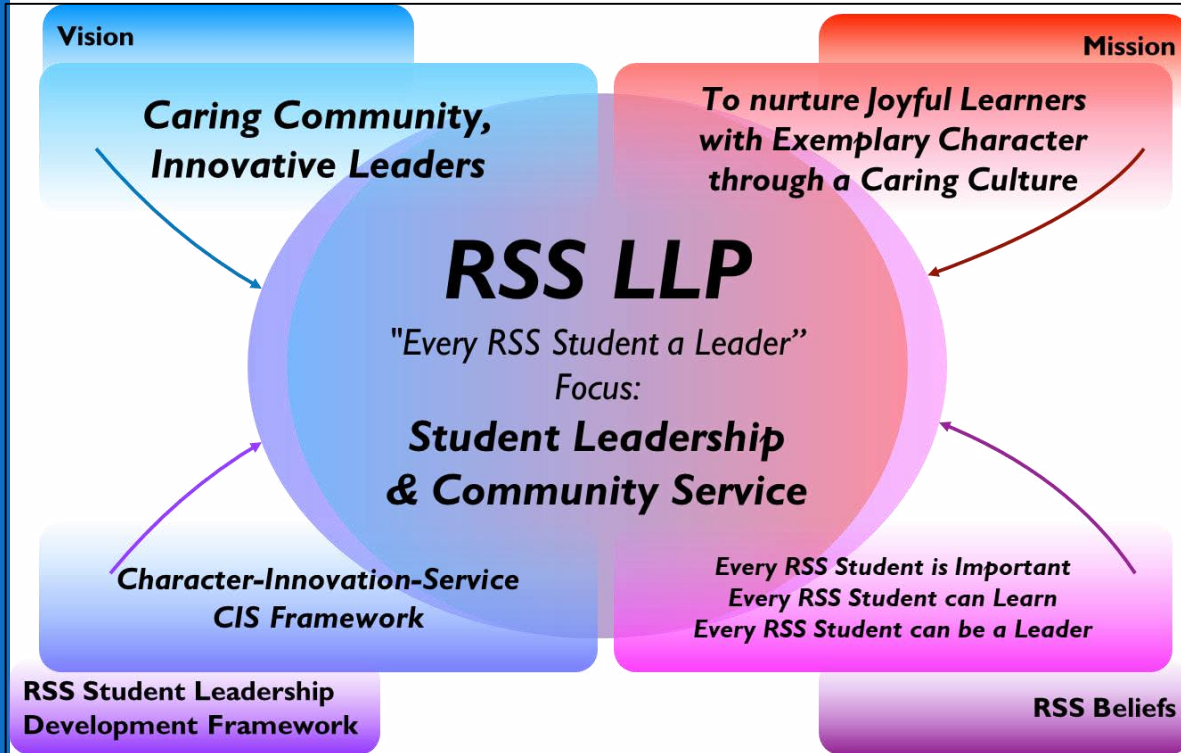 Vision
Caring Community,
Innovative Leaders
Mission
To nurture Joyful Learners
with Exemplary Character
through a Caring Culture
RSS LLP
"Every RSS Student a Leader”
Focus:
Student Leadership
& Community Service
Character-Innovation-Service
CIS Framework
RSS Student Leadership
Development Framework
Every RSS Student is Important
Every RSS Student can Learn
Every RSS Student can be a Leader
RSS Beliefs